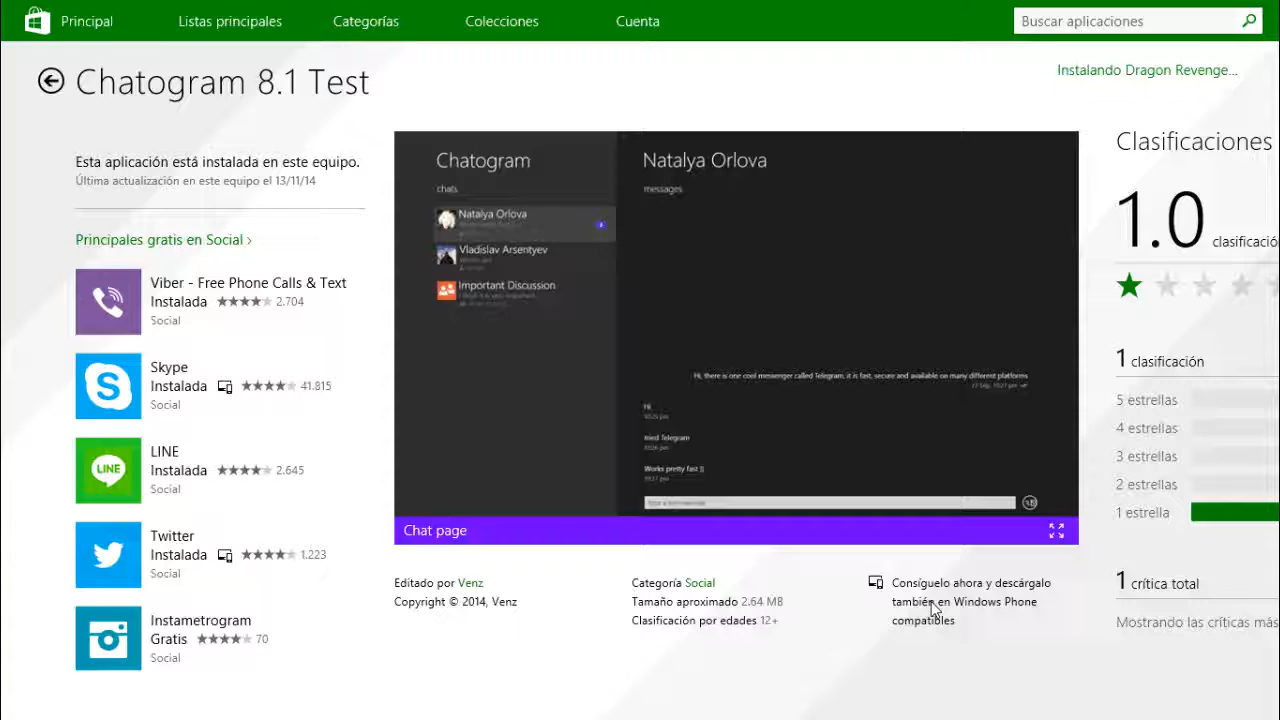 Principal
Listas principales
Categorías
Colecciones
Cuenta
Buscar aplicaciones
Chatogram 8.1 Test
Instalando Dragon Revenge...
Esta aplicación está instalada en este equipo.
Última actualización en este equipo el 13/11/14
Principales gratis en Social ›
Viber - Free Phone Calls & Text
Instalada 2.704
Social
Skype
Instalada 41.815
Social
LINE
LINE
Instalada 2.645
Social
Twitter
Instalada 1.223
Social
Instametrogram
Gratis 70
Social
Chatogram
chats
Natalya Orlova
Vladislav Arsentyev
Important Discussion
Natalya Orlova
messages
Hi, there is one cool messenger called Telegram, it is fast, secure and available on many different platforms
Hi
tried Telegram
Works pretty fast ))
Chat page
Editado por Venz
Copyright © 2014, Venz
Categoría Social
Tamaño aproximado 2.64 MB
Clasificación por edades 12+
Consíguelo ahora y descárgalo
también en Windows Phone
compatibles
Clasificaciones
1.0 clasificació
1 clasificación
5 estrellas
4 estrellas
3 estrellas
2 estrellas
1 estrella
1 crítica total
Mostrando las críticas más